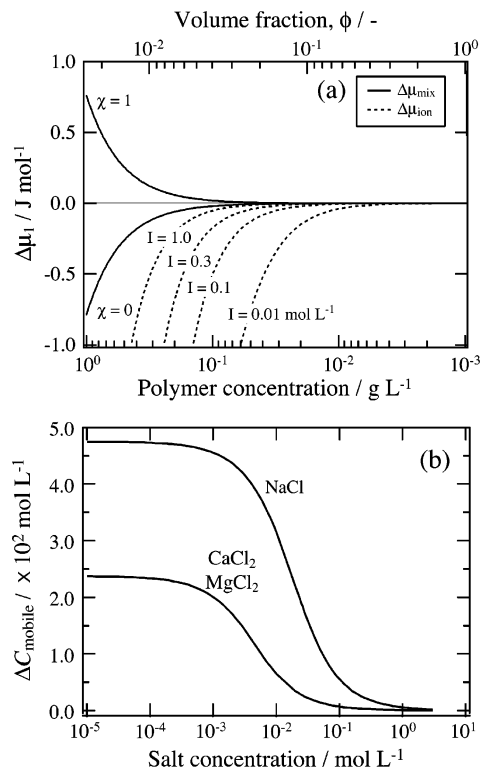 Volume fraction, ϕ / -
10⁻² 10⁻¹ 10⁰
1.0
(a)
Δμmix
Δμion
χ = 1
0.5
0.0
Δμ₁ / J mol⁻¹
I = 1.0
I = 0.3
-0.5
I = 0.1
χ = 0
I = 0.01 mol L⁻¹
-1.0
10⁰ 10⁻¹ 10⁻² 10⁻³
Polymer concentration / g L⁻¹
5.0
(b)
4.0
NaCl
3.0
CaCl₂
MgCl₂
ΔCmobile / × 10² mol L⁻¹
2.0
1.0
0.0
10⁻⁵ 10⁻⁴ 10⁻³ 10⁻² 10⁻¹ 10⁰ 10¹
Salt concentration / mol L⁻¹